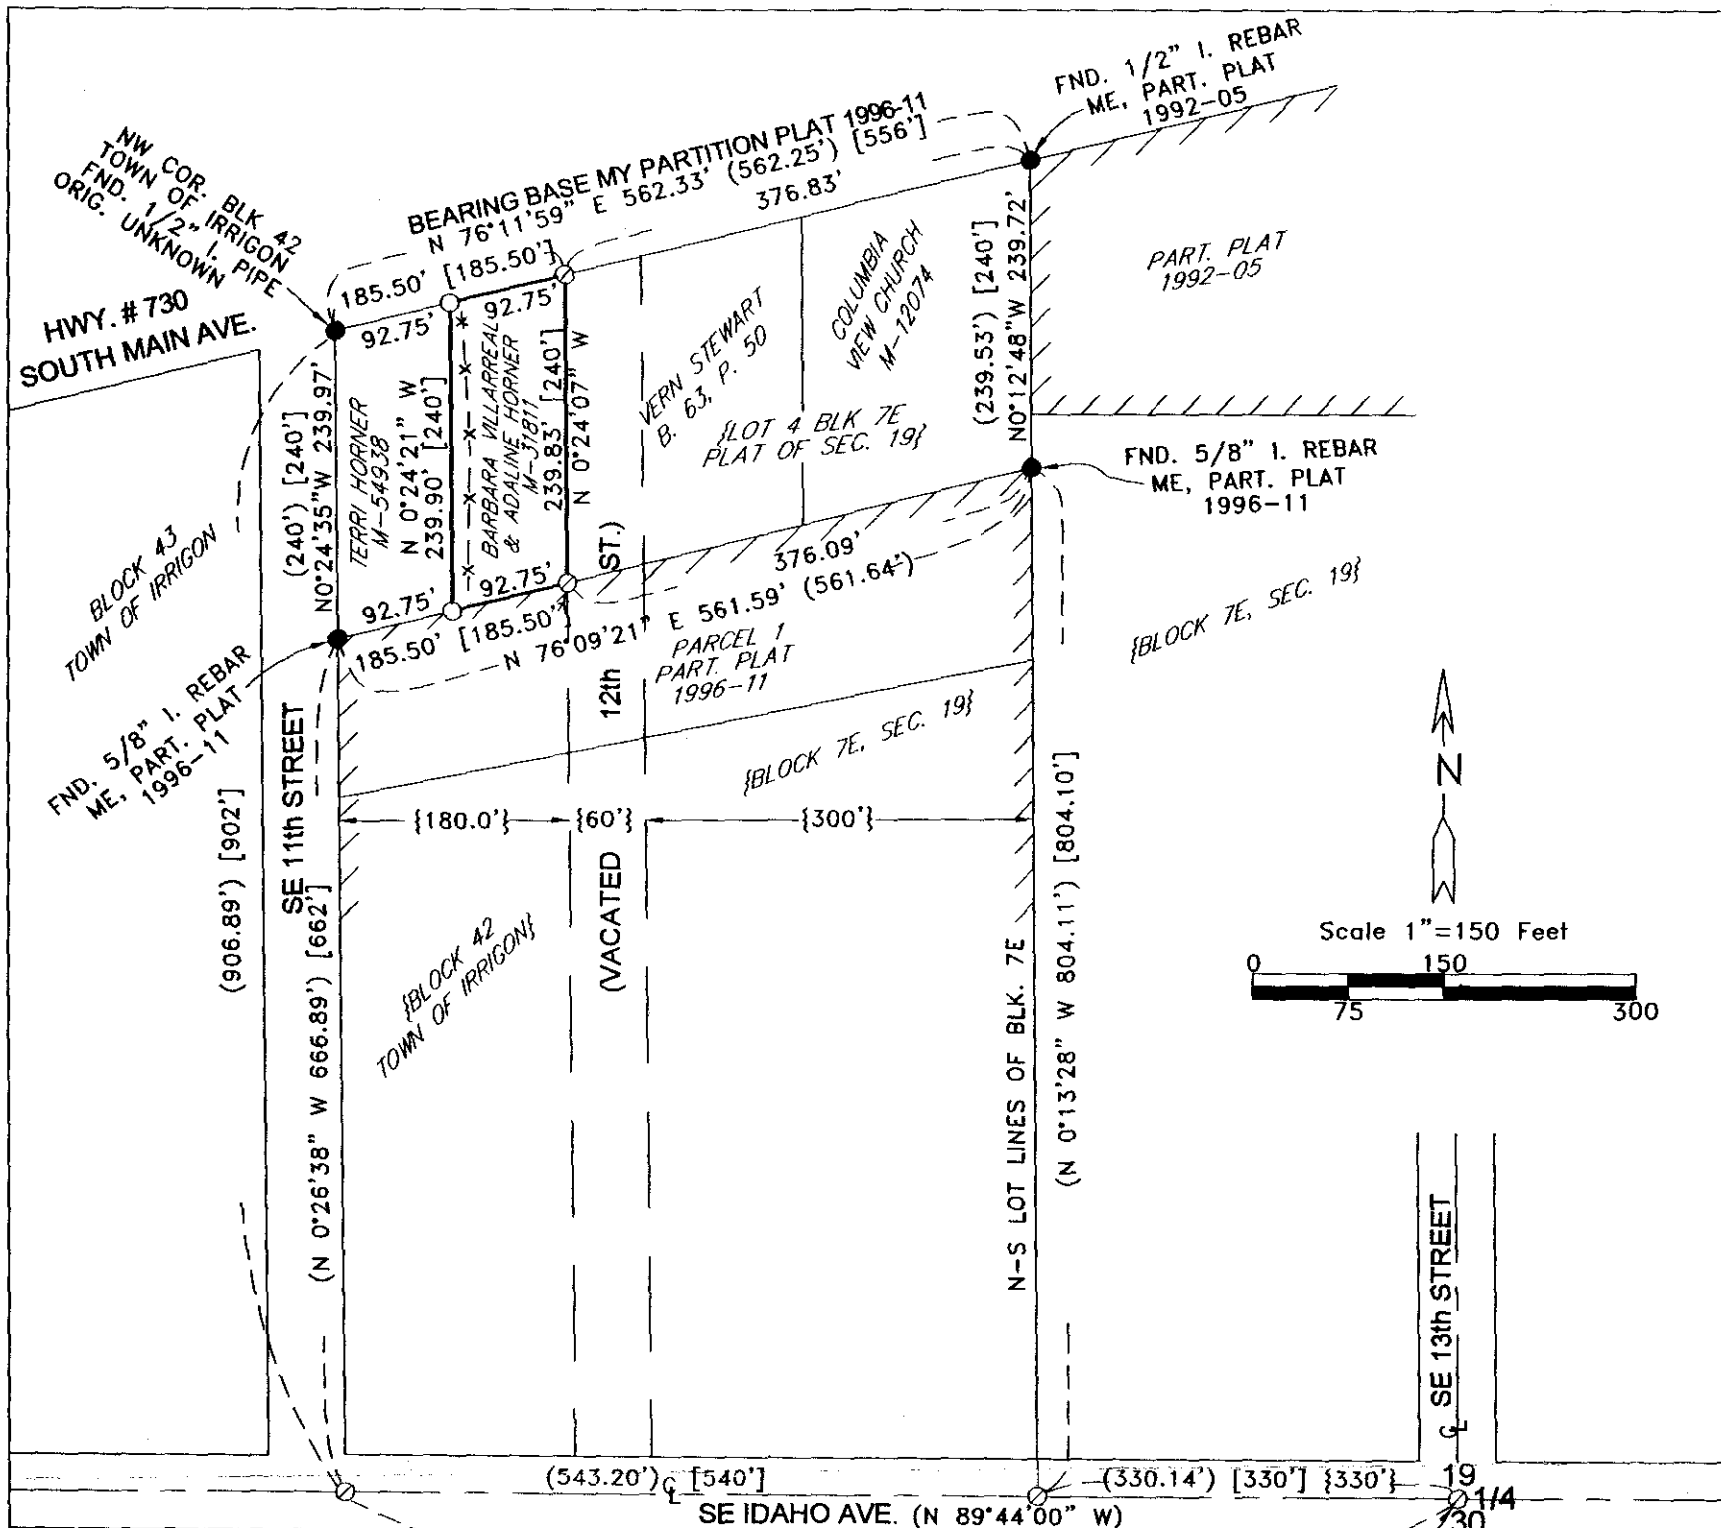 FND. 1/2" I. REBAR
ME, PART. PLAT
1992-05
NW COR. BLK 42
TOWN OF IRRIGON
FND. 1/2" I. PIPE
ORIG. UNKNOWN
BEARING BASE MY PARTITION PLAT 1996-11
N 76°11'59" E 562.33' (562.25') [556']
376.83'
185.50' [185.50']
92.75'
92.75'
HWY. # 730
SOUTH MAIN AVE.
(240') [240']
N0°24'35"W 239.97'
TERRI HORNER
M-54938
N 0°24'21" W
239.90' [240']
BARBARA VILLARREAL
& ADALINE HORNER
M-31811
239.83' [240']
N 0°24'07" W
VERN STEWART
B. 63, P. 50
COLUMBIA
VIEW CHURCH
M-12074
{LOT 4 BLK 7E
PLAT OF SEC. 19}
(239.53') [240']
N0°12'48"W 239.72'
PART. PLAT
1992-05
FND. 5/8" I. REBAR
ME, PART. PLAT
1996-11
BLOCK 43
TOWN OF IRRIGON
92.75'
92.75'
185.50' [185.50']
376.09'
N 76°09'21" E 561.59' (561.64')
PARCEL 1
PART. PLAT
1996-11
{BLOCK 7E, SEC. 19}
{BLOCK 7E, SEC. 19}
FND. 5/8" I. REBAR
ME, PART. PLAT
1996-11
SE 11th STREET
(VACATED 12th ST.)
{180.0'}
{60'}
{300'}
(906.89') [902']
(N 0°26'38" W 666.89') [662']
{BLOCK 42
TOWN OF IRRIGON}
N-S LOT LINES OF BLK. 7E
(N 0°13'28" W 804.11') [804.10']
N
Scale 1"=150 Feet
0
150
75
300
SE 13th STREET
(543.20') ℄ [540']
(330.14') [330'] {330'}
SE IDAHO AVE. (N 89°44'00" W)
℄
19
1/4
30